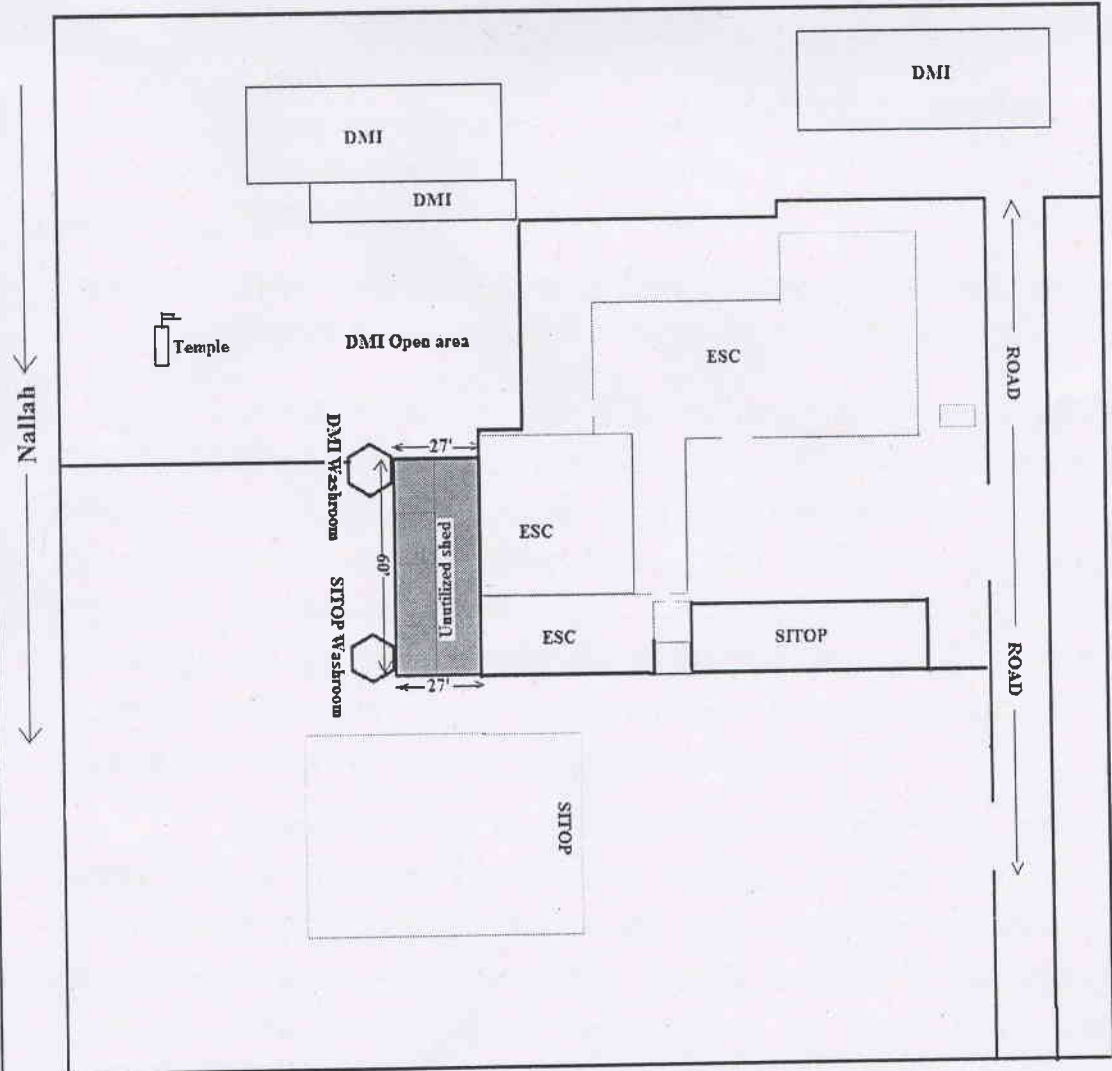 DMI
DMI
DMI
ROAD
Temple
DMI Open area
ESC
Nallah
DMI Washroom
27'
60'
Unutilized shed
ESC
SITOP Washroom
ESC
SITOP
ROAD
27'
SITOP